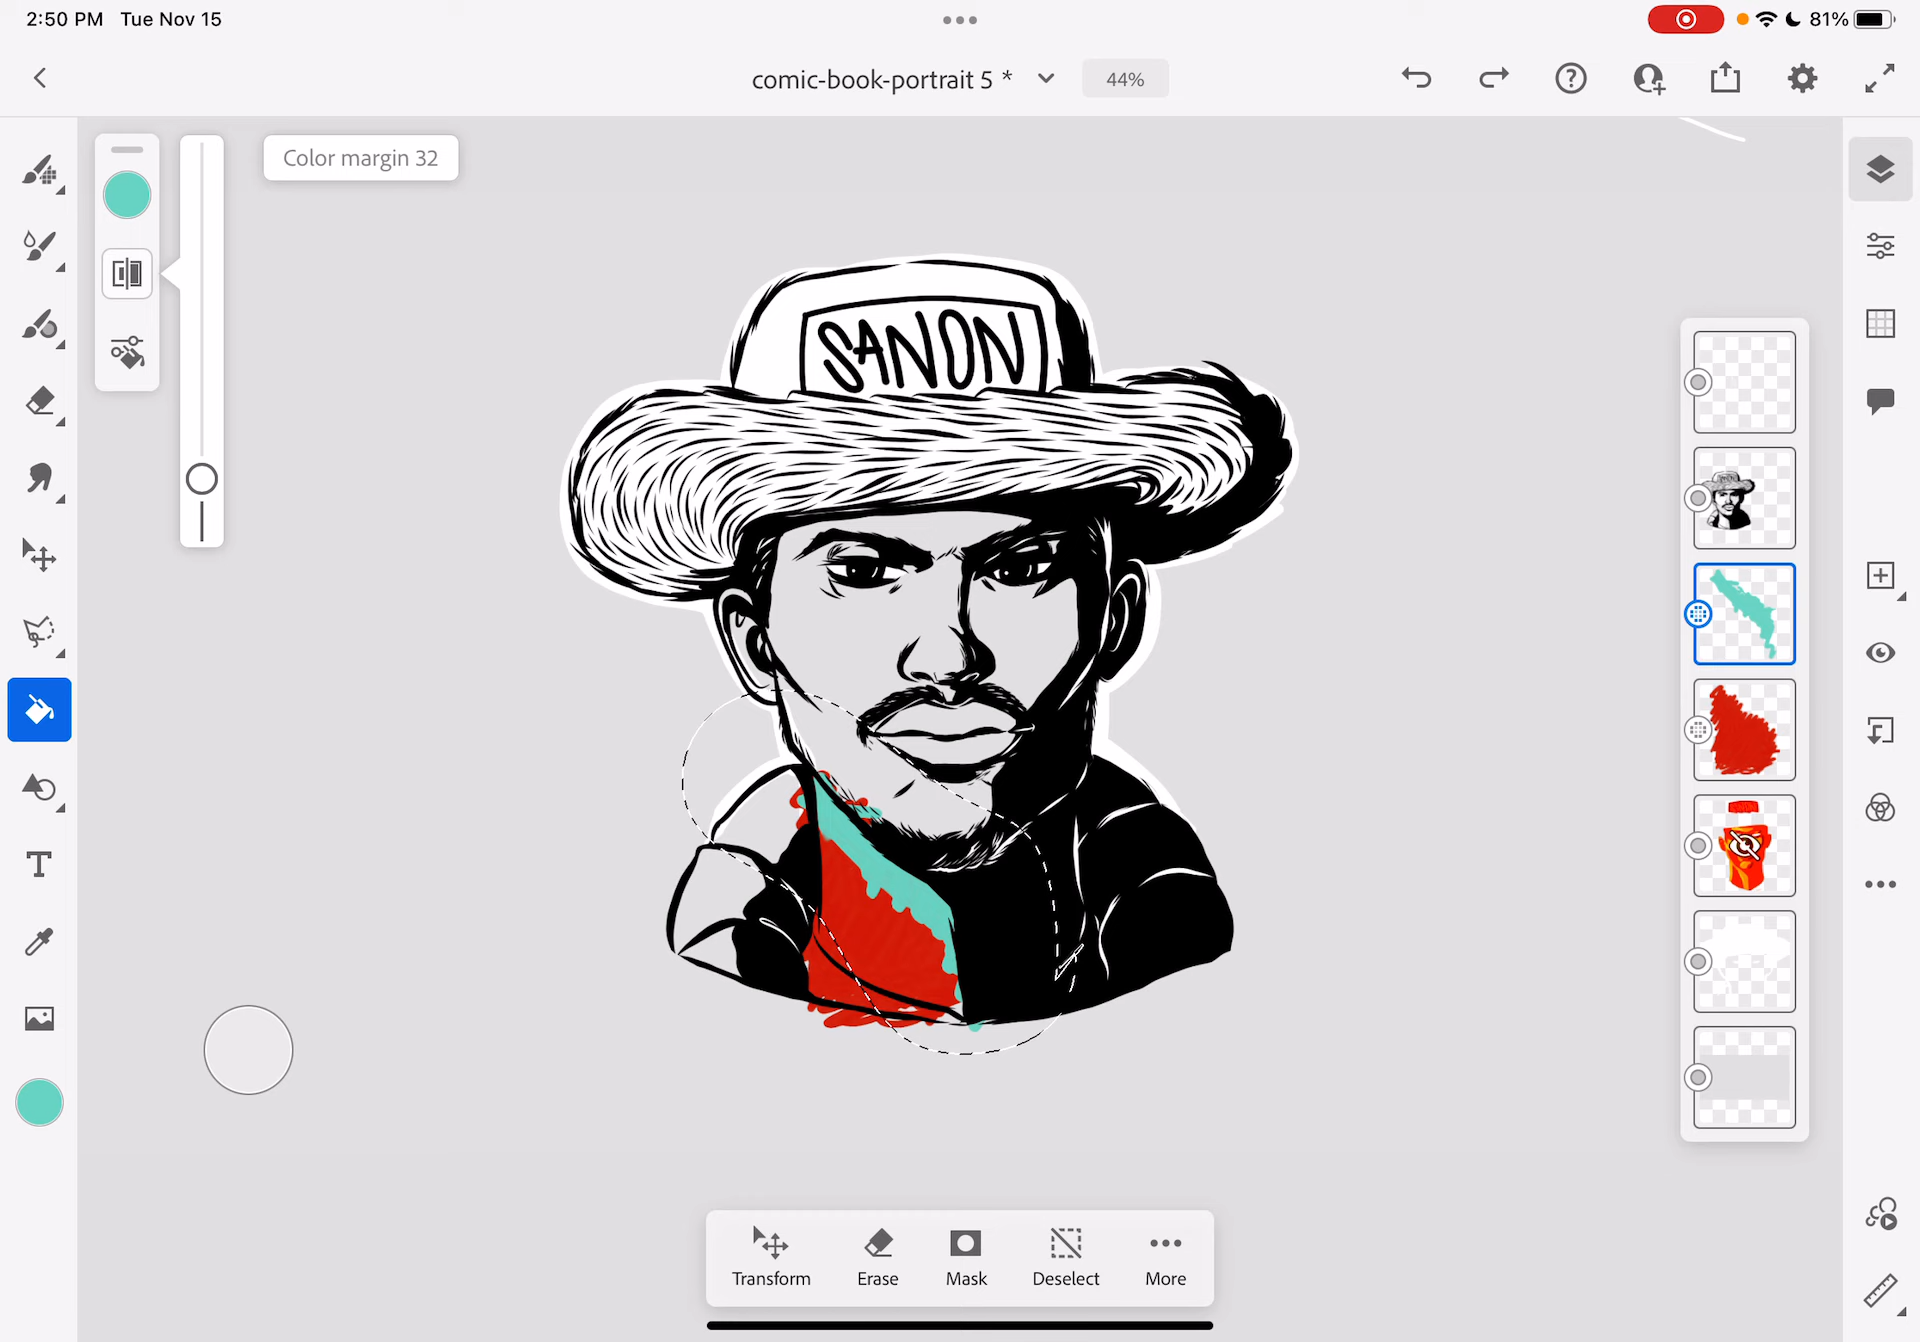 2:50 PM Tue Nov 15
81%
comic-book-portrait 5 *
44%
Color margin 32
SANON
T
Transform
Erase
Mask
Deselect
More